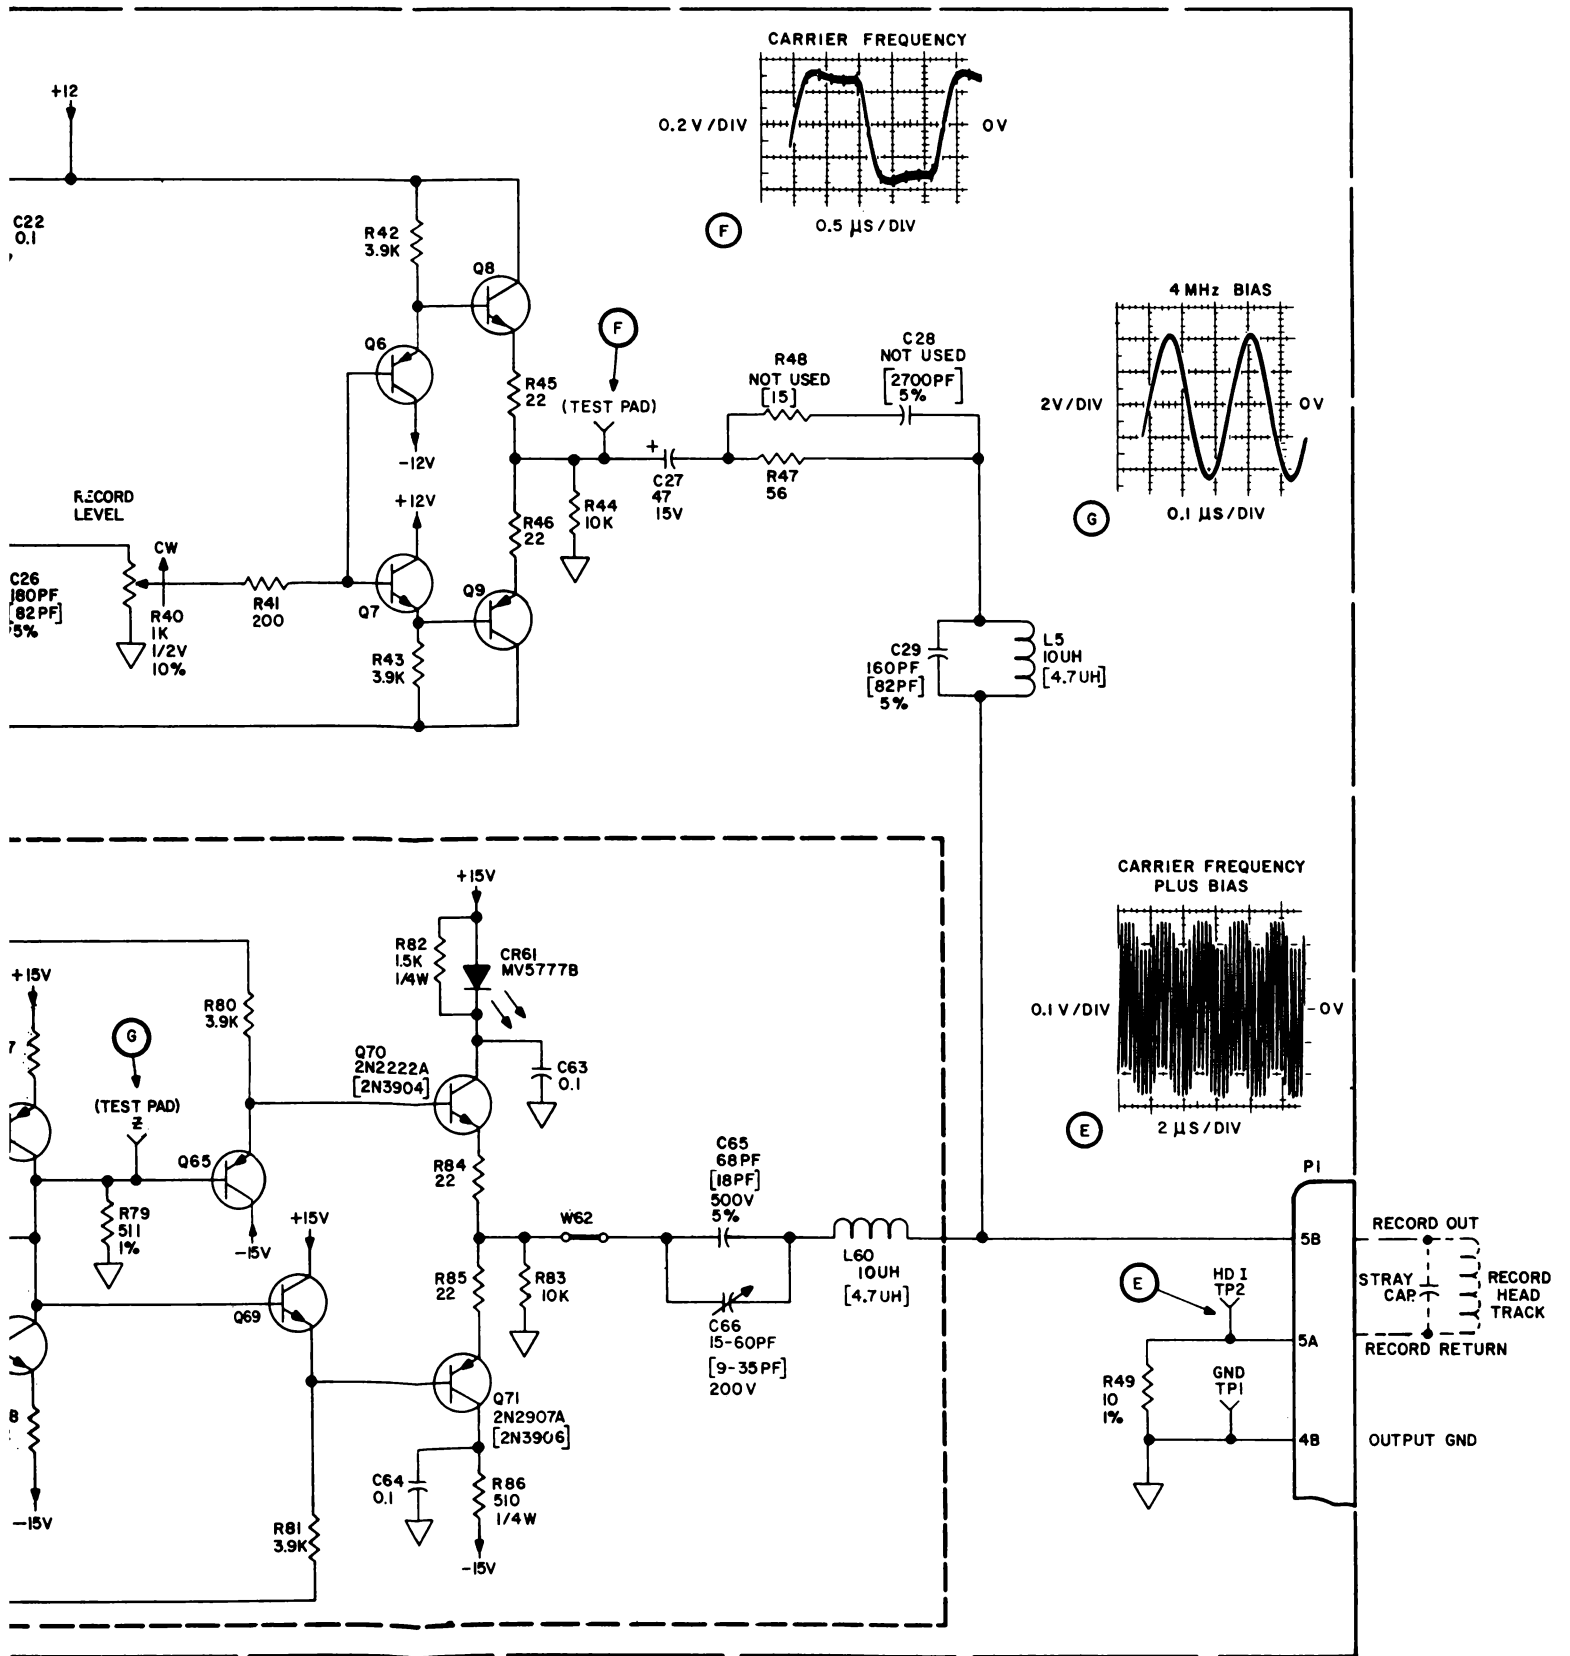 CARRIER FREQUENCY
0.2 V/DIV
0V
0.5 µS/DIV
F
+12
C22
0.1
R42
3.9K
Q8
Q6
-12V
F
(TEST PAD)
R45
22
R48
NOT USED
[15]
C28
NOT USED
[2700PF]
5%
4 MHz BIAS
2V/DIV
0V
0.1 µS/DIV
G
+
C27
47
15V
R47
56
R44
10K
R46
22
+12V
RECORD
LEVEL
CW
C26
180PF
[82PF]
5%
R40
1K
1/2V
10%
R41
200
Q7
Q9
R43
3.9K
C29
160PF
[82PF]
5%
L5
10UH
[4.7UH]
CARRIER FREQUENCY
PLUS BIAS
0.1 V/DIV
-0V
2 µS/DIV
E
+15V
R82
1.5K
1/4W
CR61
MV5777B
+15V
7
R80
3.9K
G
(TEST PAD)
Z
Q70
2N2222A
[2N3904]
C63
0.1
Q65
R79
511
1%
-15V
+15V
R84
22
W62
C65
68PF
[18PF]
500V
5%
L60
10UH
[4.7UH]
R85
22
R83
10K
C66
15-60PF
[9-35PF]
200V
Q69
Q71
2N2907A
[2N3906]
8
-15V
C64
0.1
R86
510
1/4W
-15V
R81
3.9K
P1
5B
RECORD OUT
STRAY
CAP.
RECORD
HEAD
TRACK
E
HD I
TP2
5A
RECORD RETURN
R49
10
1%
GND
TP1
4B
OUTPUT GND